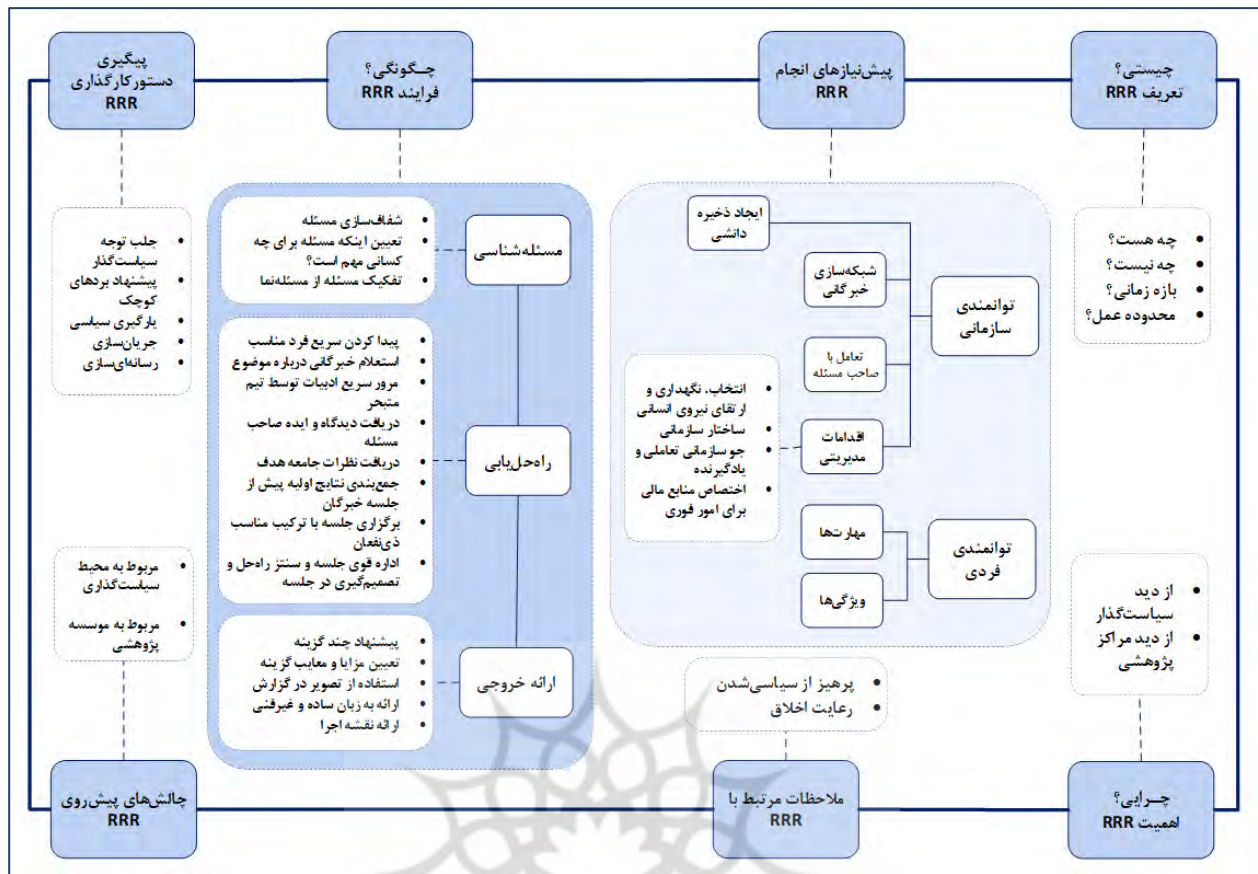 چیستی؟
تعریف RRR
چه هست؟
چه نیست؟
بازه زمانی؟
محدوده عمل؟
پیش‌نیازهای انجام
RRR
توانمندی
سازمانی
ایجاد ذخیره
دانشی
شبکه‌سازی
خبرگانی
تعامل با
صاحب مسئله
اقدامات
مدیریتی
انتخاب، نگهداری و
ارتقای نیروی انسانی
ساختار سازمانی
جو سازمانی تعاملی و
یادگیرنده
اختصاص منابع مالی
برای امور فوری
توانمندی
فردی
مهارت‌ها
ویژگی‌ها
چـگونگی؟
فرایند RRR
مسئله‌شناسی
شفاف‌سازی مسئله
تعیین اینکه مسئله برای چه
کسانی مهم است؟
تفکیک مسئله از مسئله‌نما
راه‌حل‌یابی
پیدا کردن سریع فرد مناسب
استعلام خبرگانی درباره موضوع
مرور سریع ادبیات توسط تیم
متبحر
دریافت دیدگاه و ایده صاحب
مسئله
دریافت نظرات جامعه هدف
جمع‌بندی نتایج اولیه پیش از
جلسه خبرگان
برگزاری جلسه با ترکیب مناسب
ذی‌نفعان
اداره قوی جلسه و سنتز راه‌حل و
تصمیم‌گیری در جلسه
ارائه خروجی
پیشنهاد چند گزینه
تعیین مزایا و معایب گزینه
استفاده از تصویر در گزارش
ارائه به زبان ساده و غیرفنی
ارائه نقشه اجرا
پیگیری
دستورکارگذاری
RRR
جلب توجه
سیاست‌گذار
پیشنهاد بردهای
کوچک
یارگیری سیاسی
جریان‌سازی
رسانه‌ای‌سازی
از دید
سیاست‌گذار
از دید مراکز
پژوهشی
چـرایی؟
اهمیت RRR
پرهیز از سیاسی‌شدن
رعایت اخلاق
ملاحظات مرتبط با
RRR
مربوط به محیط
سیاست‌گذاری
مربوط به موسسه
پژوهشی
چالش‌های پیش‌روی
RRR